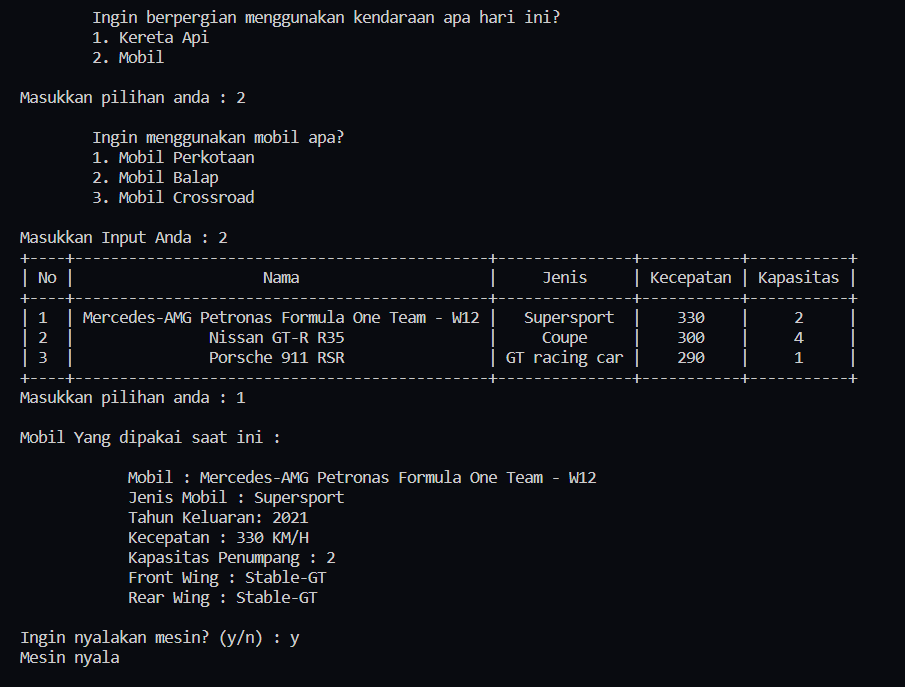 Ingin berpergian menggunakan kendaraan apa hari ini?
1. Kereta Api
2. Mobil
Masukkan pilihan anda : 2
Ingin menggunakan mobil apa?
1. Mobil Perkotaan
2. Mobil Balap
3. Mobil Crossroad
Masukkan Input Anda : 2
+----+----------------------------------------------+---------------+-----------+-----------+
| No | Nama | Jenis | Kecepatan | Kapasitas |
+----+----------------------------------------------+---------------+-----------+-----------+
| 1 | Mercedes-AMG Petronas Formula One Team - W12 | Supersport | 330 | 2 |
| 2 | Nissan GT-R R35 | Coupe | 300 | 4 |
| 3 | Porsche 911 RSR | GT racing car | 290 | 1 |
+----+----------------------------------------------+---------------+-----------+-----------+
Masukkan pilihan anda : 1
Mobil Yang dipakai saat ini :
Mobil : Mercedes-AMG Petronas Formula One Team - W12
Jenis Mobil : Supersport
Tahun Keluaran: 2021
Kecepatan : 330 KM/H
Kapasitas Penumpang : 2
Front Wing : Stable-GT
Rear Wing : Stable-GT
Ingin nyalakan mesin? (y/n) : y
Mesin nyala